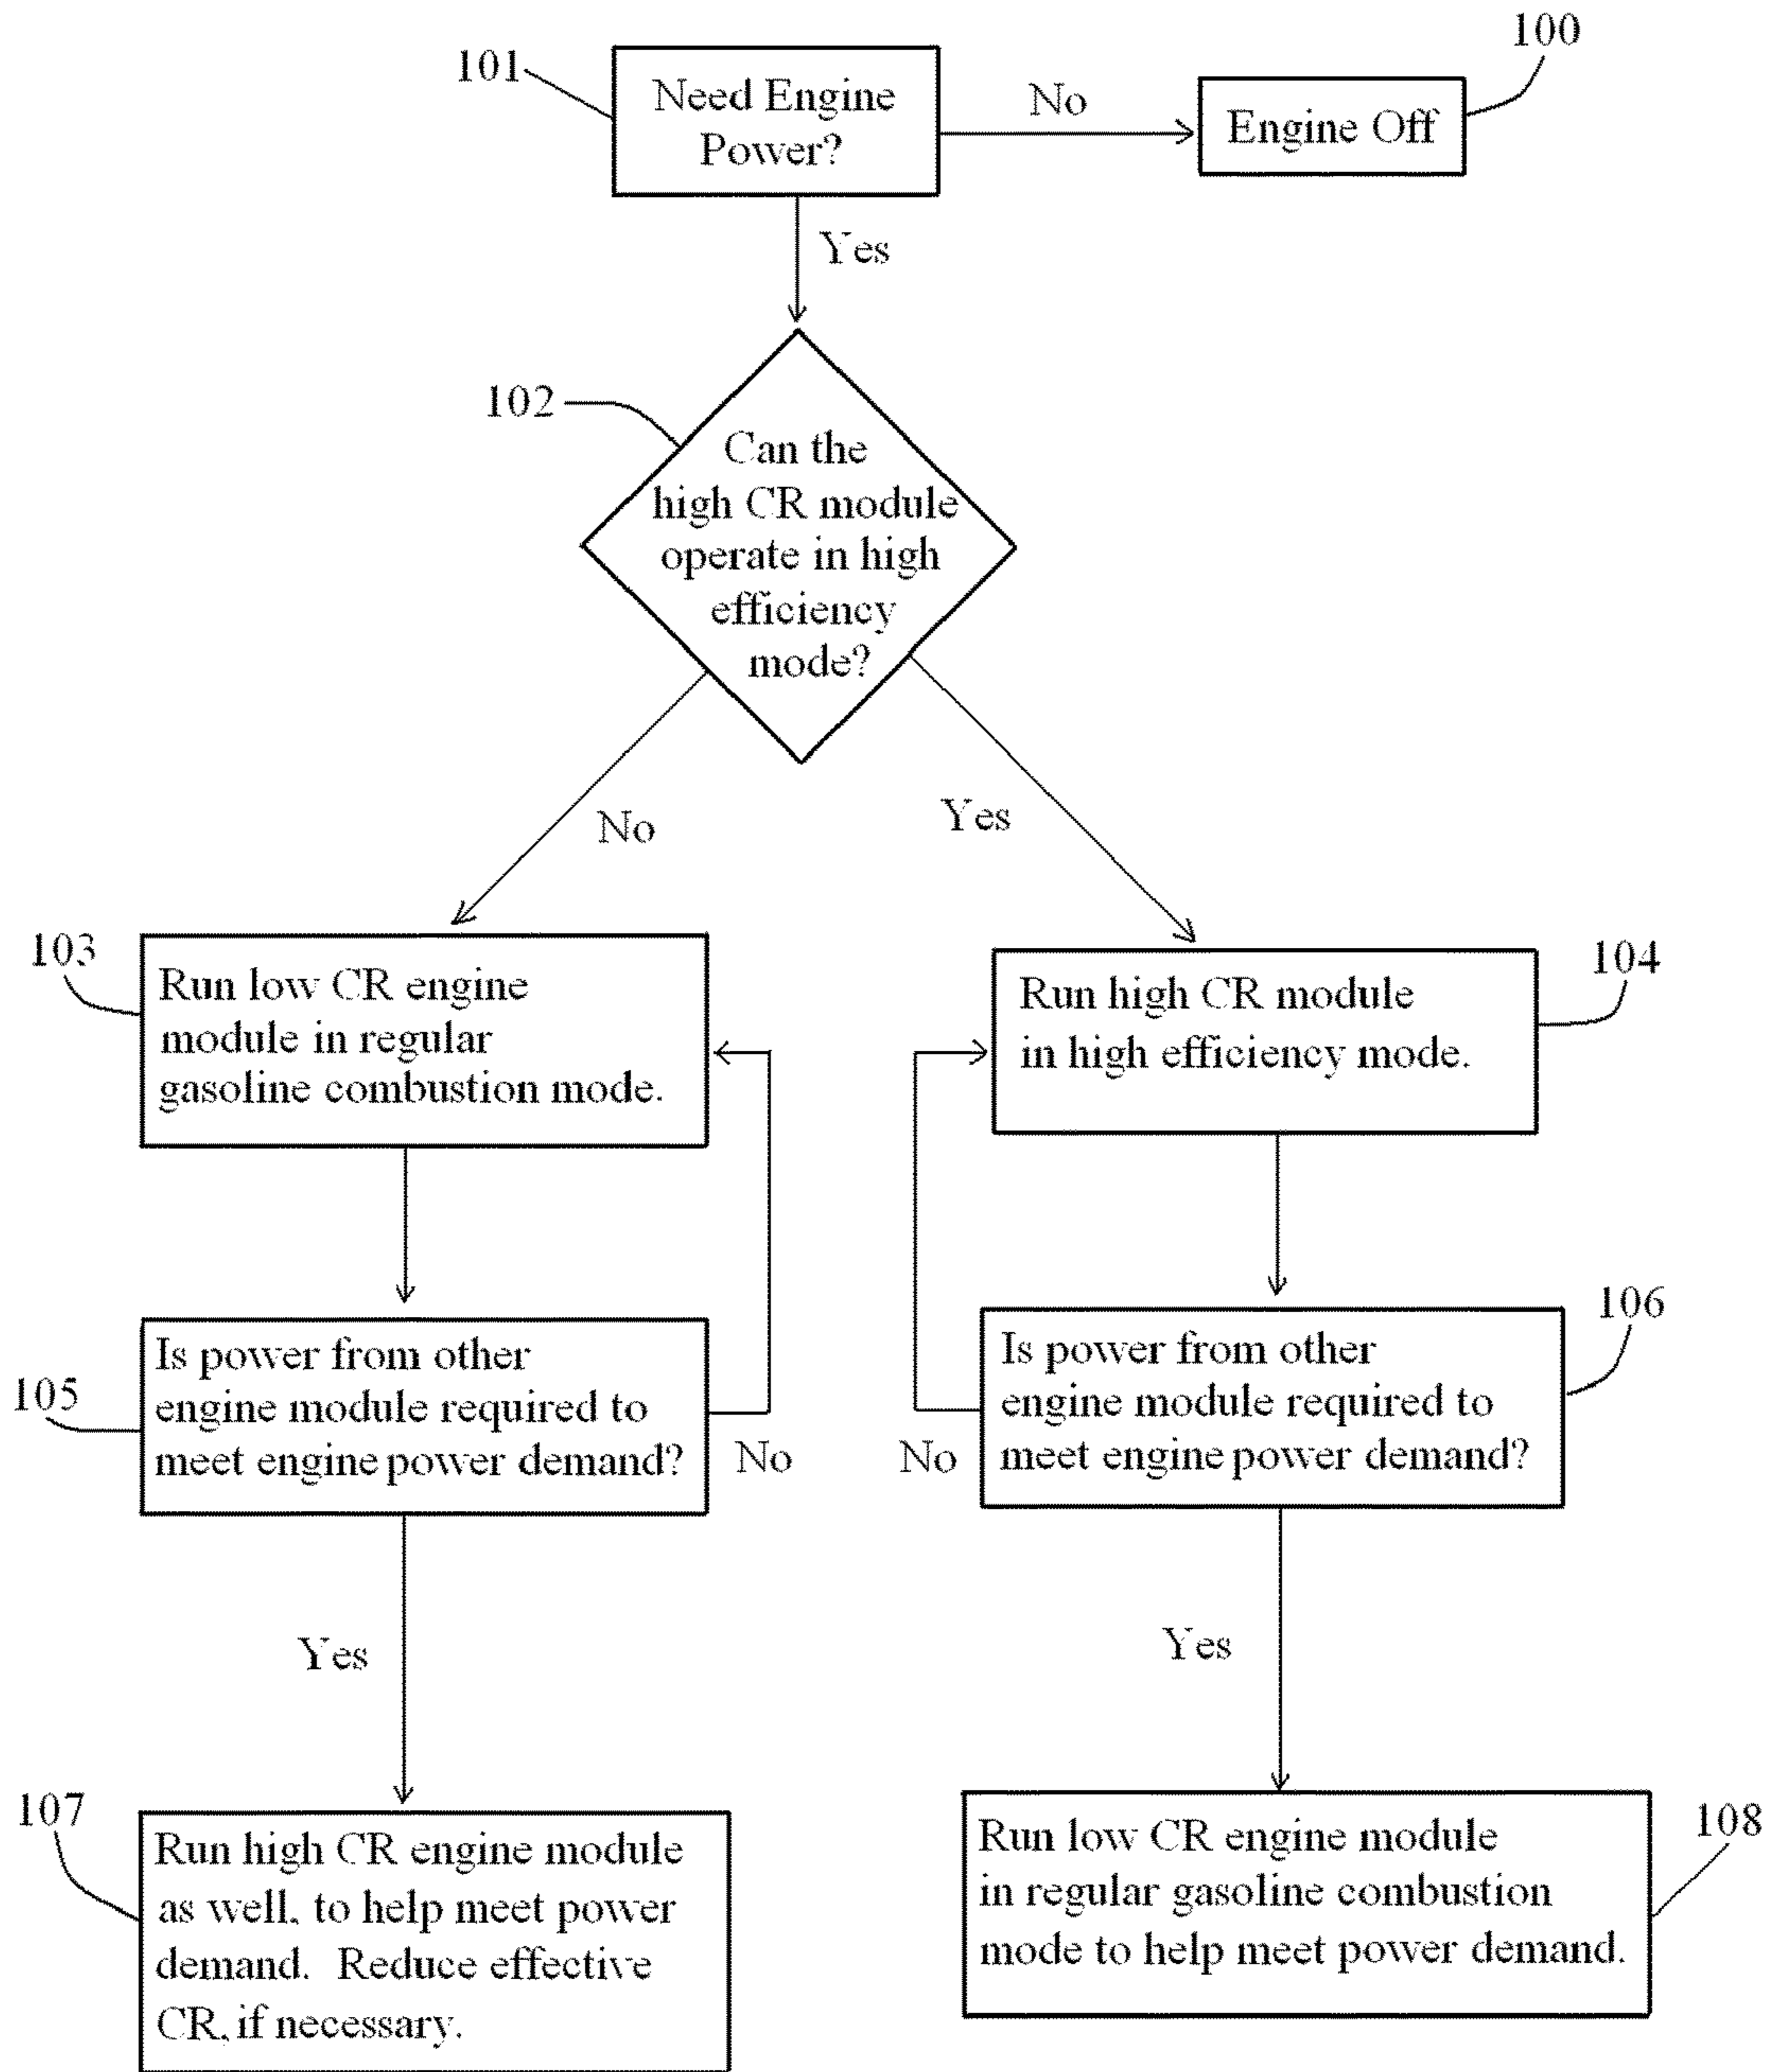 101
Need Engine
Power?
No
Engine Off
100
Yes
102
Can the
high CR module
operate in high
efficiency
mode?
No
Yes
103
Run low CR engine
module in regular
gasoline combustion mode.
104
Run high CR module
in high efficiency mode.
105
Is power from other
engine module required to
meet engine power demand?
No
106
Is power from other
engine module required to
meet engine power demand?
No
Yes
Yes
107
Run high CR engine module
as well, to help meet power
demand. Reduce effective
CR, if necessary.
108
Run low CR engine module
in regular gasoline combustion
mode to help meet power demand.